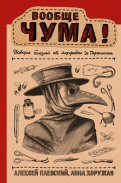 ВООБЩЕ
ЧУМА!
История болезней от лихорадки до Паркинсона
АЛЕКСЕЙ ПАЕВСКИЙ, АННА ХОРУЖАЯ